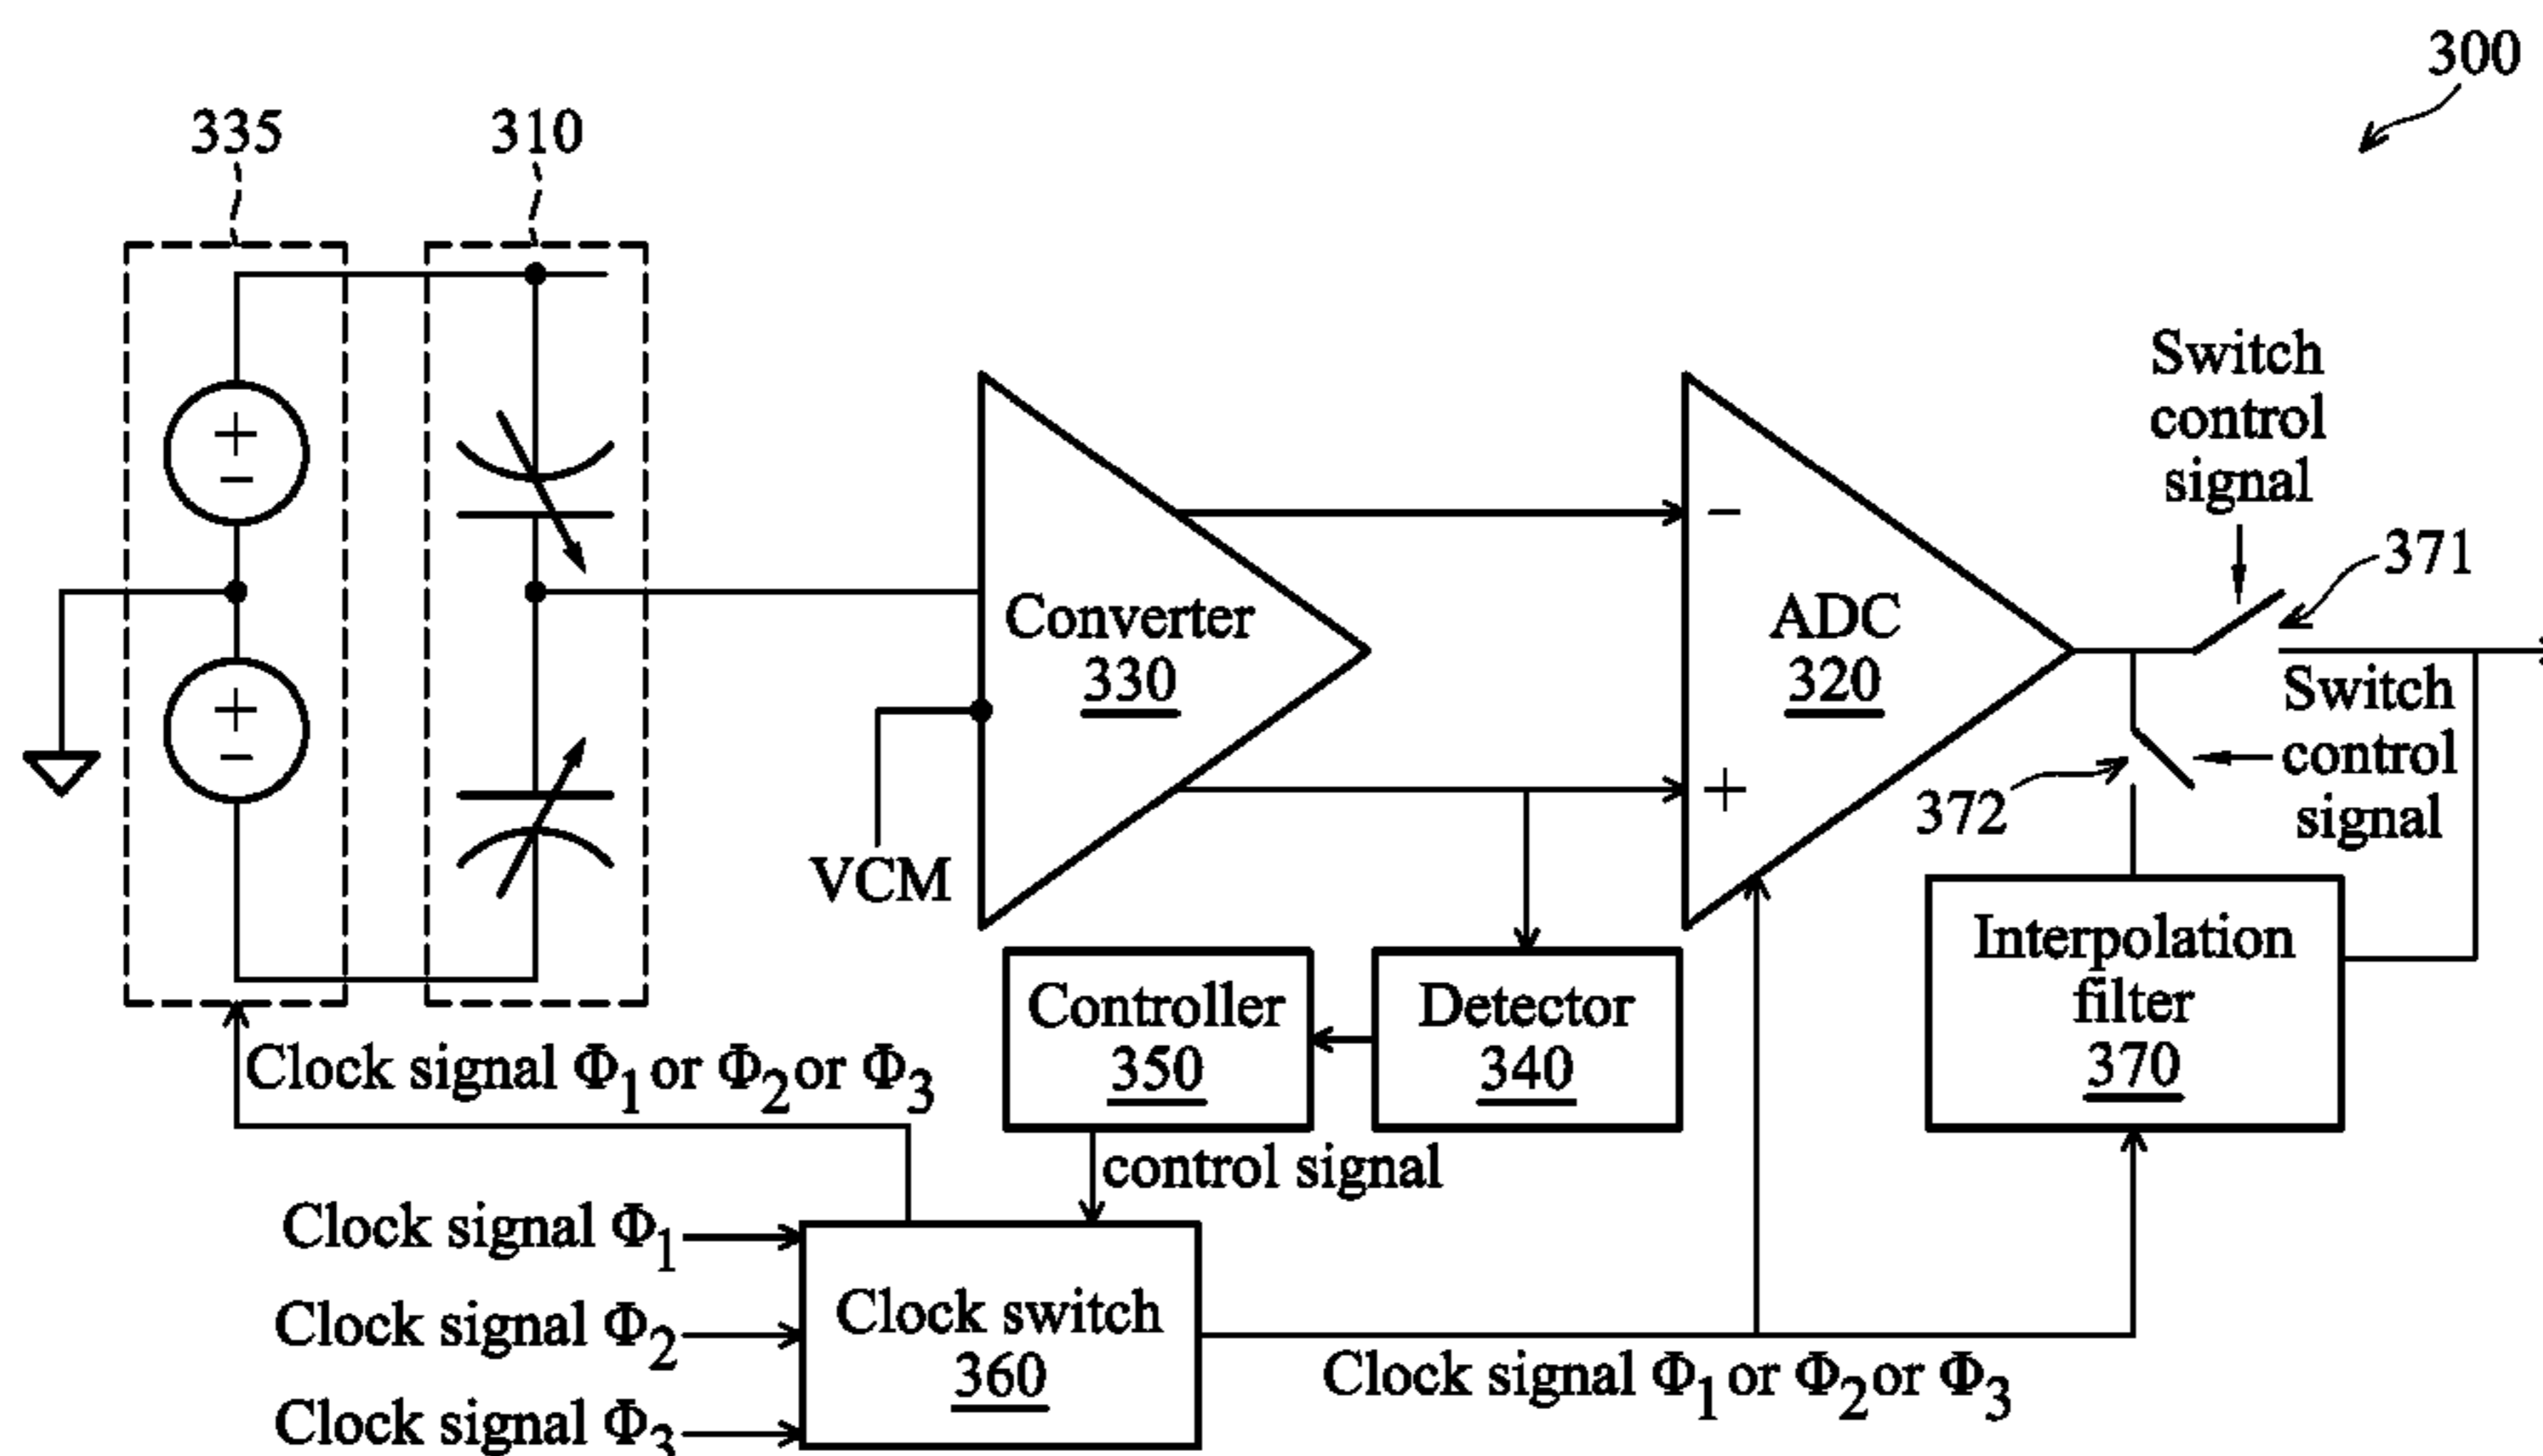 300
335
310
Switch
control
signal
371
+
−
−
Converter
330
ADC
320
Switch
control
signal
+
−
+
372
VCM
Interpolation
filter
370
Controller
350
Detector
340
Clock signal Φ1 or Φ2 or Φ3
control signal
Clock signal Φ1
Clock signal Φ2
Clock signal Φ3
Clock switch
360
Clock signal Φ1 or Φ2 or Φ3